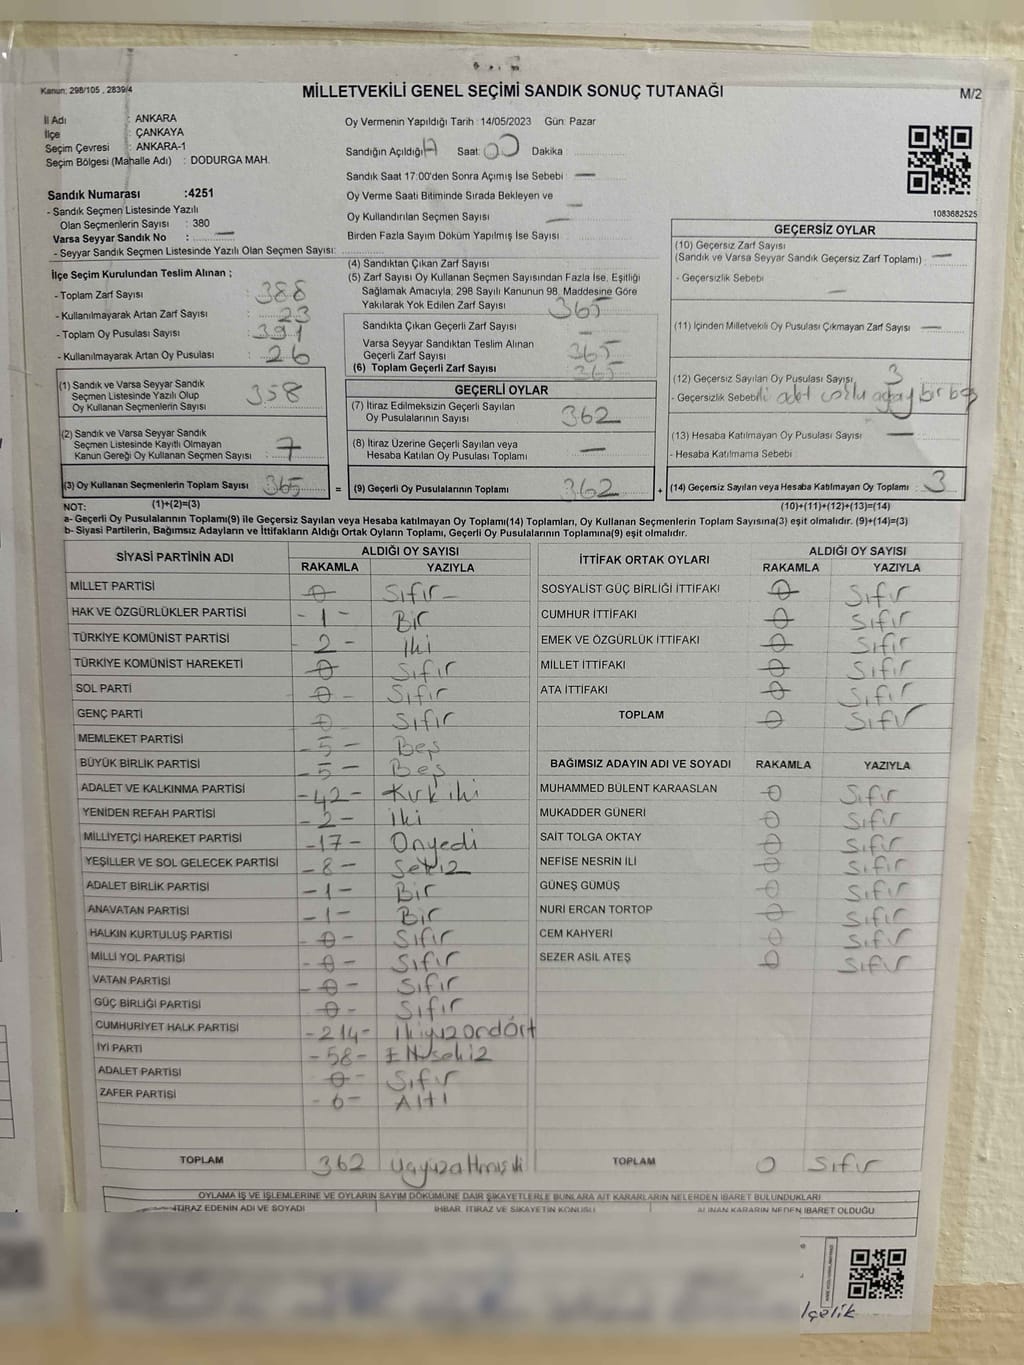 Kanun: 298/105 , 2839/4
MİLLETVEKİLİ GENEL SEÇİMİ SANDIK SONUÇ TUTANAĞI
M/2
İl Adı : ANKARA
İlçe : ÇANKAYA
Seçim Çevresi : ANKARA-1
Seçim Bölgesi (Mahalle Adı) : DODURGA MAH.
Sandık Numarası :4251
- Sandık Seçmen Listesinde Yazılı
Olan Seçmenlerin Sayısı : 380
Varsa Seyyar Sandık No :
- Seyyar Sandık Seçmen Listesinde Yazılı Olan Seçmen Sayısı:
İlçe Seçim Kurulundan Teslim Alınan ;
- Toplam Zarf Sayısı : 388
- Kullanılmayarak Artan Zarf Sayısı : 23
- Toplam Oy Pusulası Sayısı : 391
- Kullanılmayarak Artan Oy Pusulası : 26
(1) Sandık ve Varsa Seyyar Sandık
Seçmen Listesinde Yazılı Olup
Oy Kullanan Seçmenlerin Sayısı : 358
(2) Sandık ve Varsa Seyyar Sandık
Seçmen Listesinde Kayıtlı Olmayan
Kanun Gereği Oy Kullanan Seçmen Sayısı : 7
(3) Oy Kullanan Seçmenlerin Toplam Sayısı : 365
(1)+(2)=(3)
Oy Vermenin Yapıldığı Tarih :14/05/2023 Gün: Pazar
Sandığın Açıldığı Saat: 00 Dakika
Sandık Saat 17:00'den Sonra Açımış İse Sebebi —
Oy Verme Saati Bitiminde Sırada Bekleyen ve
Oy Kullandırılan Seçmen Sayısı —
Birden Fazla Sayım Döküm Yapılmış İse Sayısı
(4) Sandıktan Çıkan Zarf Sayısı
(5) Zarf Sayısı Oy Kullanan Seçmen Sayısından Fazla İse, Eşitliği
Sağlamak Amacıyla, 298 Sayılı Kanunun 98. Maddesine Göre
Yakılarak Yok Edilen Zarf Sayısı 365
Sandıkta Çıkan Geçerli Zarf Sayısı —
Varsa Seyyar Sandıktan Teslim Alınan
Geçerli Zarf Sayısı 365
(6) Toplam Geçerli Zarf Sayısı 365
GEÇERLİ OYLAR
(7) İtiraz Edilmeksizin Geçerli Sayılan
Oy Pusulalarının Sayısı : 362
(8) İtiraz Üzerine Geçerli Sayılan veya
Hesaba Katılan Oy Pusulası Toplamı : —
= (9) Geçerli Oy Pusulalarının Toplamı : 362
1083682525
GEÇERSİZ OYLAR
(10) Geçersiz Zarf Sayısı
(Sandık ve Varsa Seyyar Sandık Geçersiz Zarf Toplamı) : —
- Geçersizlik Sebebi : —
(11) İçinden Milletvekili Oy Pusulası Çıkmayan Zarf Sayısı —
(12) Geçersiz Sayılan Oy Pusulası Sayısı 3
- Geçersizlik Sebebi
(13) Hesaba Katılmayan Oy Pusulası Sayısı : —
- Hesaba Katılmama Sebebi :
+ (14) Geçersiz Sayılan veya Hesaba Katılmayan Oy Toplamı : 3
(10)+(11)+(12)+(13)=(14)
NOT:
a- Geçerli Oy Pusulalarının Toplamı(9) ile Geçersiz Sayılan veya Hesaba katılmayan Oy Toplamı(14) Toplamları, Oy Kullanan Seçmenlerin Toplam Sayısına(3) eşit olmalıdır. (9)+(14)=(3)
b- Siyasi Partilerin, Bağımsız Adayların ve İttifakların Aldığı Ortak Oyların Toplamı, Geçerli Oy Pusulalarının Toplamına(9) eşit olmalıdır.
SİYASİ PARTİNİN ADI ALDIĞI OY SAYISI
RAKAMLA YAZIYLA
MİLLET PARTİSİ 0 Sıfır -
HAK VE ÖZGÜRLÜKLER PARTİSİ - 1 - Bir
TÜRKİYE KOMÜNİST PARTİSİ 2 - İki
TÜRKİYE KOMÜNİST HAREKETİ 0 Sıfır
SOL PARTİ 0 - Sıfır
GENÇ PARTİ 0 Sıfır
MEMLEKET PARTİSİ - 5 - Beş
BÜYÜK BİRLİK PARTİSİ - 5 - Beş
ADALET VE KALKINMA PARTİSİ -42- Kırk iki
YENİDEN REFAH PARTİSİ - 2 - İki
MİLLİYETÇİ HAREKET PARTİSİ -17- Onyedi
YEŞİLLER VE SOL GELECEK PARTİSİ - 8 - Sekiz
ADALET BİRLİK PARTİSİ - 1 - Bir
ANAVATAN PARTİSİ - 1 - Bir
HALKIN KURTULUŞ PARTİSİ - 0 - Sıfır
MİLLİ YOL PARTİSİ - 0 - Sıfır
VATAN PARTİSİ - 0 - Sıfır
GÜÇ BİRLİĞİ PARTİSİ 0 - Sıfır
CUMHURİYET HALK PARTİSİ -214- İkiyüzondört
İYİ PARTİ -58- Ellisekiz
ADALET PARTİSİ 0 - Sıfır
ZAFER PARTİSİ - 6 - Altı
TOPLAM 362 Üçyüzaltmışiki
İTTİFAK ORTAK OYLARI ALDIĞI OY SAYISI
RAKAMLA YAZIYLA
SOSYALİST GÜÇ BİRLİĞİ İTTİFAKI 0 Sıfır
CUMHUR İTTİFAKI 0 Sıfır
EMEK VE ÖZGÜRLÜK İTTİFAKI 0 Sıfır
MİLLET İTTİFAKI 0 Sıfır
ATA İTTİFAKI 0 Sıfır
TOPLAM 0 Sıfır
BAĞIMSIZ ADAYIN ADI VE SOYADI RAKAMLA YAZIYLA
MUHAMMED BÜLENT KARAASLAN 0 Sıfır
MUKADDER GÜNERİ 0 Sıfır
SAİT TOLGA OKTAY 0 Sıfır
NEFİSE NESRİN İLİ 0 Sıfır
GÜNEŞ GÜMÜŞ 0 Sıfır
NURİ ERCAN TORTOP 0 Sıfır
CEM KAHYERİ 0 Sıfır
SEZER ASIL ATEŞ 0 Sıfır
TOPLAM 0 Sıfır
OYLAMA İŞ VE İŞLEMLERİNE VE OYLARIN SAYIM DÖKÜMÜNE DAİR ŞİKAYETLERLE BUNLARA AİT KARARLARIN NELERDEN İBARET BULUNDUKLARI
İTİRAZ EDENİN ADI VE SOYADI İHBAR, İTİRAZ VE ŞİKAYETİN KONUSU ALINAN KARARIN NEDEN İBARET OLDUĞU